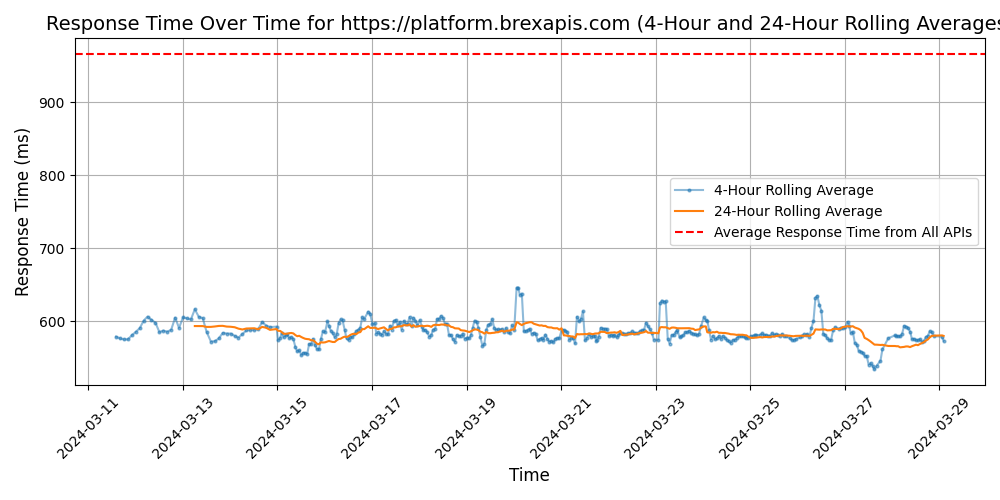 Response Time Over Time for https://platform.brexapis.com (4-Hour and 24-Hour Rolling Averages
Response Time (ms)
900
800
700
600
4-Hour Rolling Average
24-Hour Rolling Average
Average Response Time from All APIs
2024-03-11
2024-03-13
2024-03-15
2024-03-17
2024-03-19
2024-03-21
2024-03-23
2024-03-25
2024-03-27
2024-03-29
Time